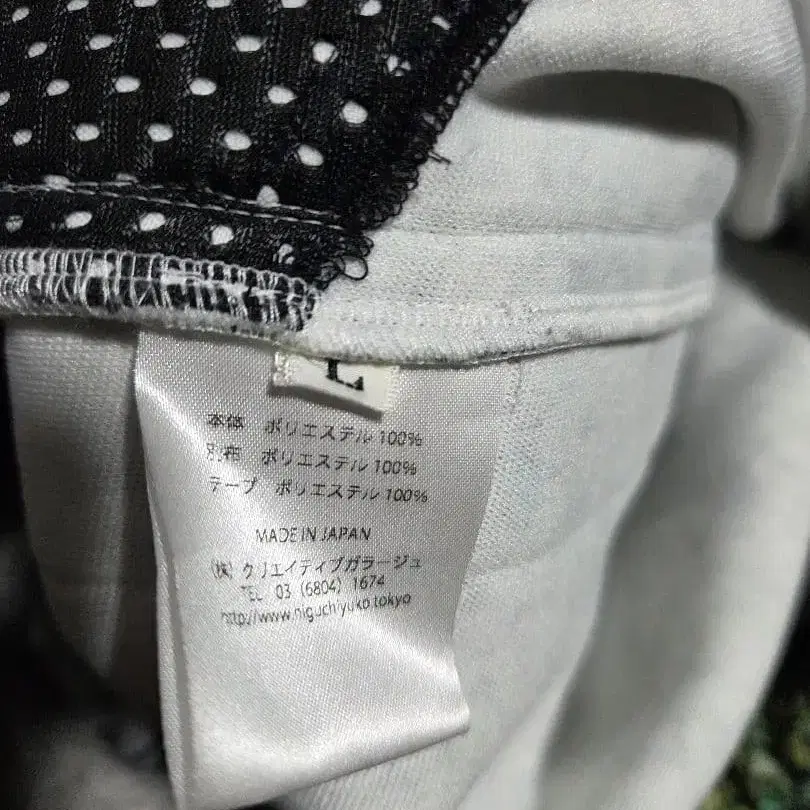 L
本体 ポリエステル 100%
別布 ポリエステル 100%
テープ ポリエステル 100%
MADE IN JAPAN
(株) クリエイティブガラージュ
TEL 03 (6804) 1674
http://www.higuchiyuko.tokyo